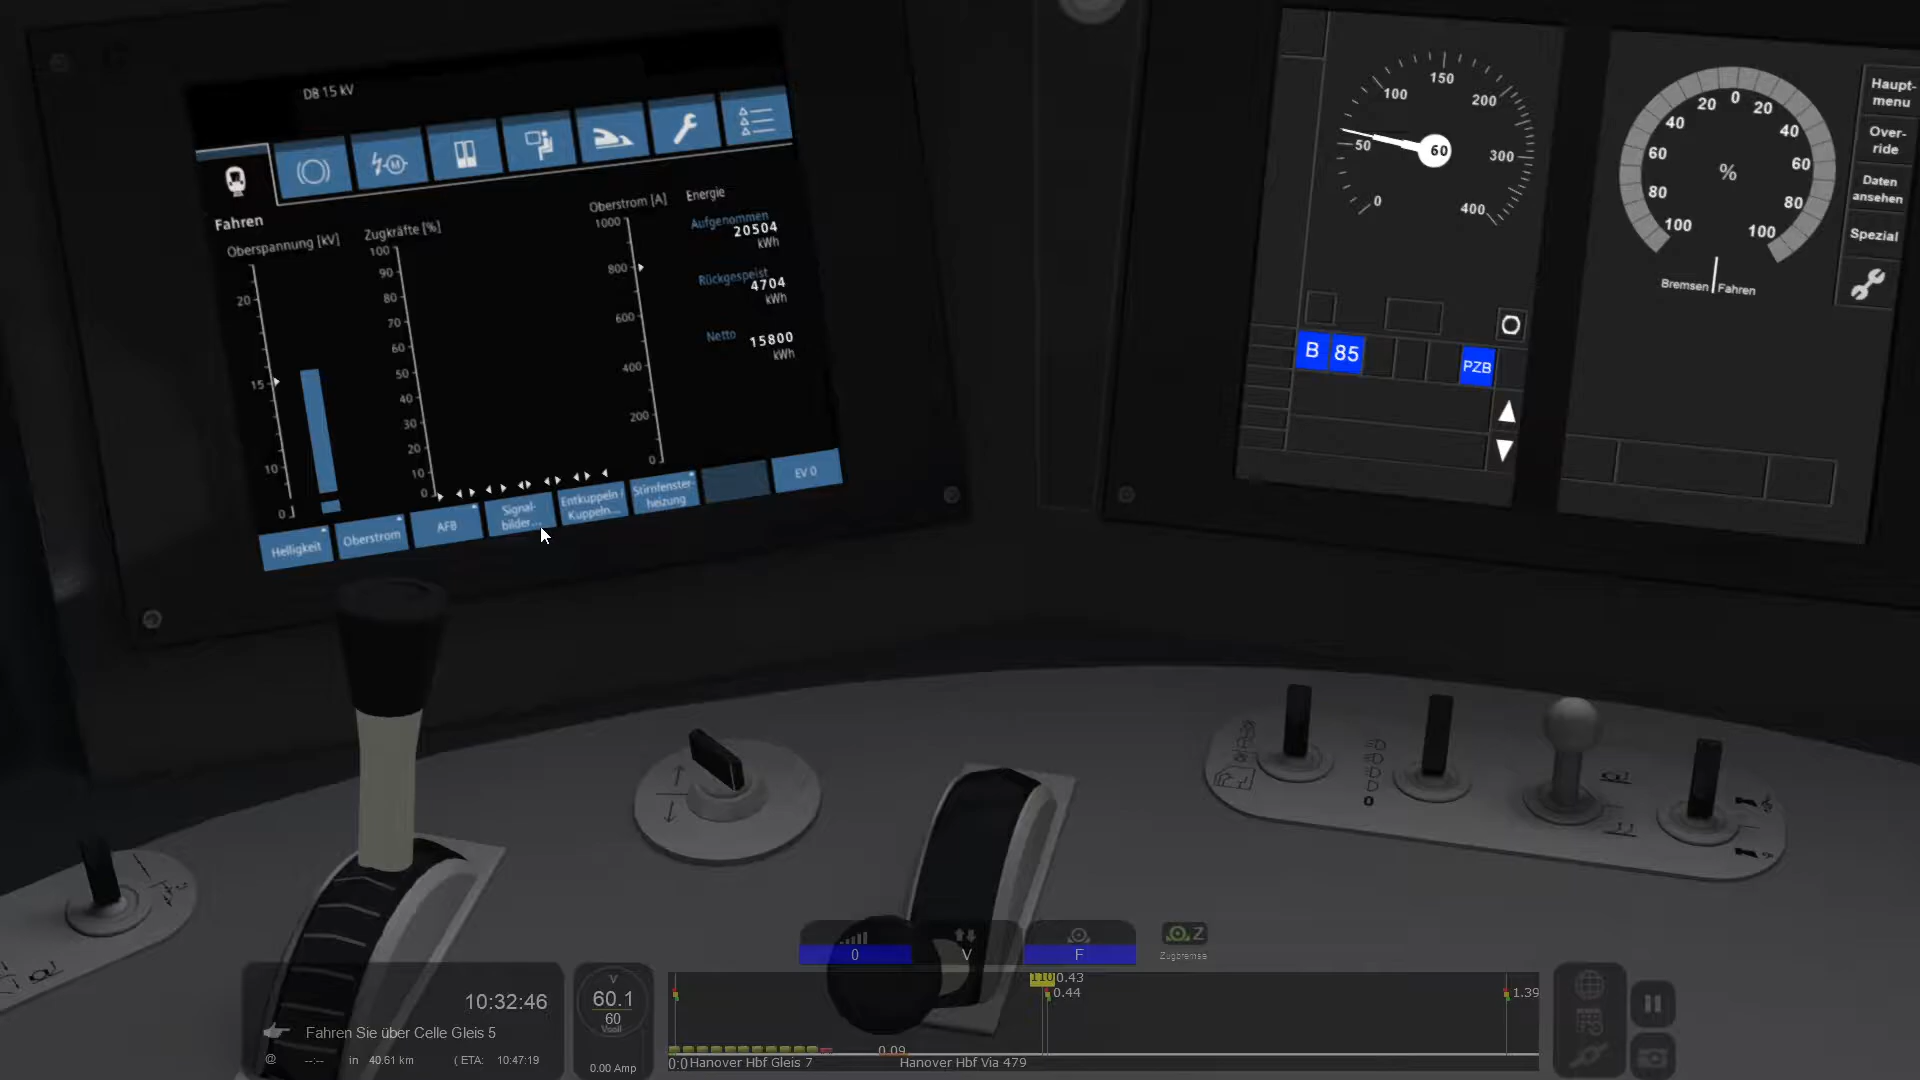 DB 15 kV
Fahren
Oberspannung [kV]
Zugkräfte [%]
Oberstrom [A]
Energie
Aufgenommen
20504
kWh
Rückgespeist
4704
kWh
Netto
15800
kWh
20
15
10
0
100
90
80
70
60
50
40
30
20
10
0
1000
800
600
400
200
0
Helligkeit
Oberstrom
AFB
Signal-
bilder...
Entkuppeln /
Kuppeln...
Stirnfenster-
heizung
EV 0
0
50
100
150
200
300
400
60
B 85
PZB
100 80 60 40 20 0 20 40 60 80 100
%
Bremsen Fahren
Haupt-
menu
Over-
ride
Daten
ansehen
Spezial
0
0
V
F
Z
Zugbremse
10:32:46
Fahren Sie über Celle Gleis 5
@ --:-- in 40.61 km ( ETA: 10:47:19
V
60.1
60
Vsoll
0.00 Amp
110 0.43
0.44
1.39
0.09
0:0 Hanover Hbf Gleis 7
Hanover Hbf Via 479